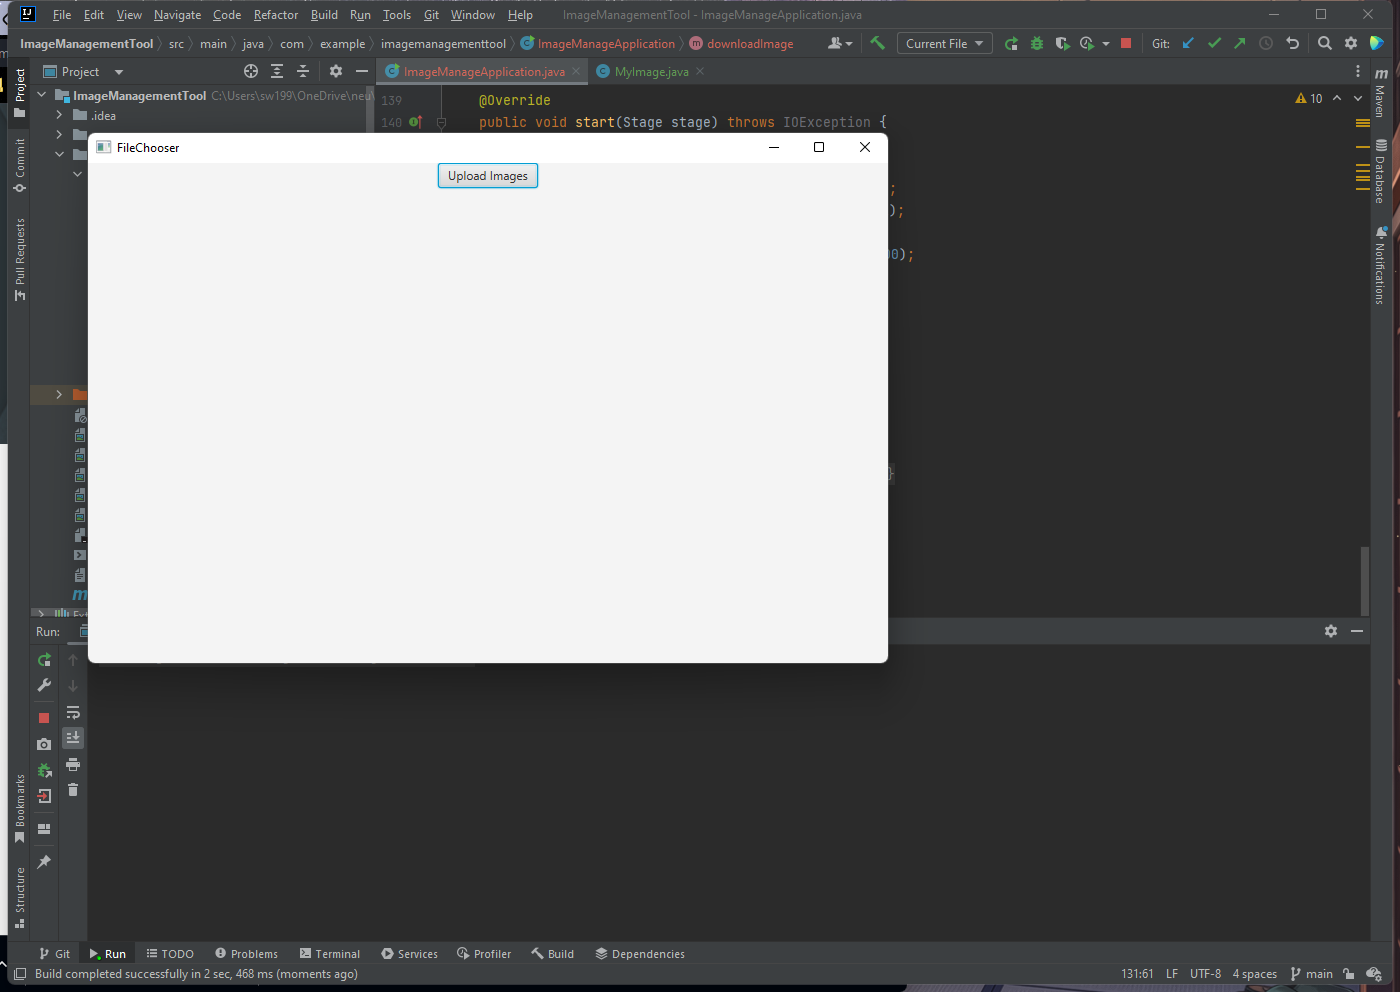 File Edit View Navigate Code Refactor Build Run Tools Git Window Help ImageManagementTool - ImageManageApplication.java
ImageManagementTool src main java com example imagemanagementtool ImageManageApplication downloadImage Current File Git:
Project ImageManageApplication.java MyImage.java
ImageManagementTool C:\Users\sw199\OneDrive\neu\
.idea
139 @Override
140 public void start(Stage stage) throws IOException {
10
FileChooser
Upload Images
;
);
0);
}
Project
Commit
Pull Requests
Bookmarks
Structure
Maven
Database
Notifications
Run:
Git Run TODO Problems Terminal Services Profiler Build Dependencies
Build completed successfully in 2 sec, 468 ms (moments ago) 131:61 LF UTF-8 4 spaces main